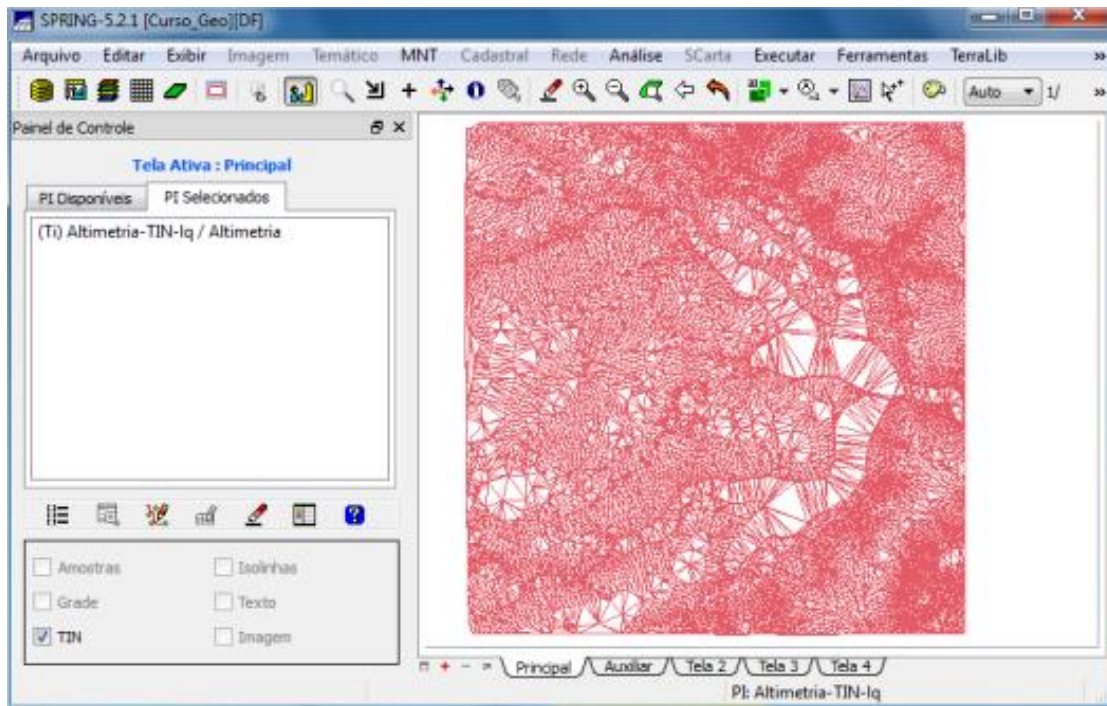 SPRING-5.2.1 [Curso_Geo][DF]
Arquivo Editar Exibir Imagem Temático MNT Cadastral Rede Análise SCarta Executar Ferramentas TerraLib »
Auto 1/ »
Painel de Controle
Tela Ativa : Principal
PI Disponíveis PI Selecionados
(Ti) Altimetria-TIN-lq / Altimetria
Amostras Isolinhas
Grade Texto
TIN Imagem
Principal Auxiliar Tela 2 Tela 3 Tela 4
PI: Altimetria-TIN-lq